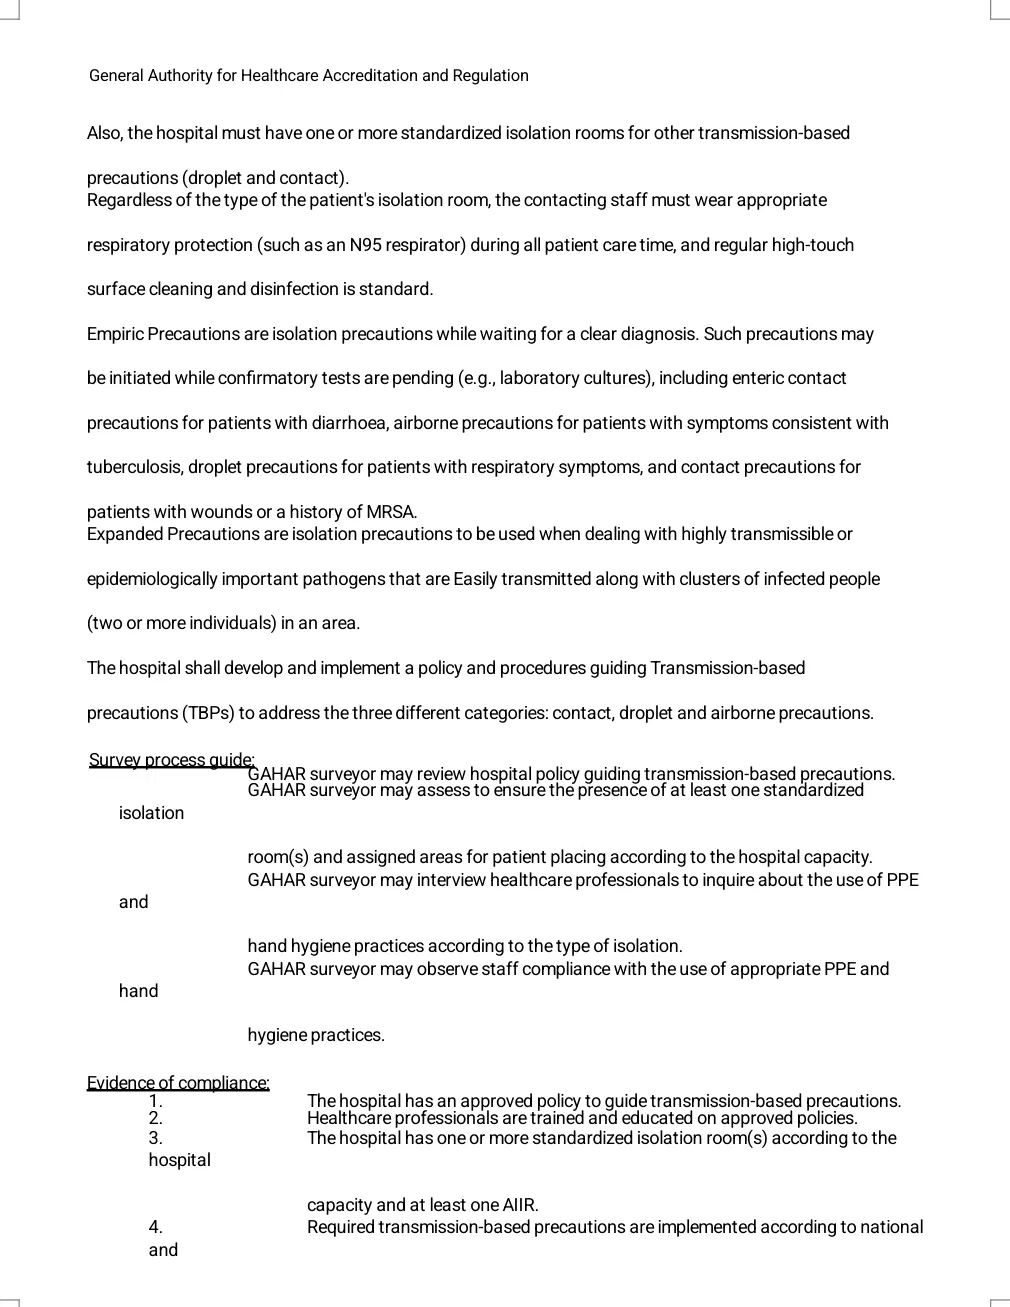 General Authority for Healthcare Accreditation and Regulation
Also, the hospital must have one or more standardized isolation rooms for other transmission-based
precautions (droplet and contact).
Regardless of the type of the patient's isolation room, the contacting staff must wear appropriate
respiratory protection (such as an N95 respirator) during all patient care time, and regular high-touch
surface cleaning and disinfection is standard.
Empiric Precautions are isolation precautions while waiting for a clear diagnosis. Such precautions may
be initiated while confirmatory tests are pending (e.g., laboratory cultures), including enteric contact
precautions for patients with diarrhoea, airborne precautions for patients with symptoms consistent with
tuberculosis, droplet precautions for patients with respiratory symptoms, and contact precautions for
patients with wounds or a history of MRSA.
Expanded Precautions are isolation precautions to be used when dealing with highly transmissible or
epidemiologically important pathogens that are Easily transmitted along with clusters of infected people
(two or more individuals) in an area.
The hospital shall develop and implement a policy and procedures guiding Transmission-based
precautions (TBPs) to address the three different categories: contact, droplet and airborne precautions.
Survey process guide:
GAHAR surveyor may review hospital policy guiding transmission-based precautions.
GAHAR surveyor may assess to ensure the presence of at least one standardized
isolation
room(s) and assigned areas for patient placing according to the hospital capacity.
GAHAR surveyor may interview healthcare professionals to inquire about the use of PPE
and
hand hygiene practices according to the type of isolation.
GAHAR surveyor may observe staff compliance with the use of appropriate PPE and
hand
hygiene practices.
Evidence of compliance:
1. The hospital has an approved policy to guide transmission-based precautions.
2. Healthcare professionals are trained and educated on approved policies.
3. The hospital has one or more standardized isolation room(s) according to the
hospital
capacity and at least one AIIR.
4. Required transmission-based precautions are implemented according to national
and